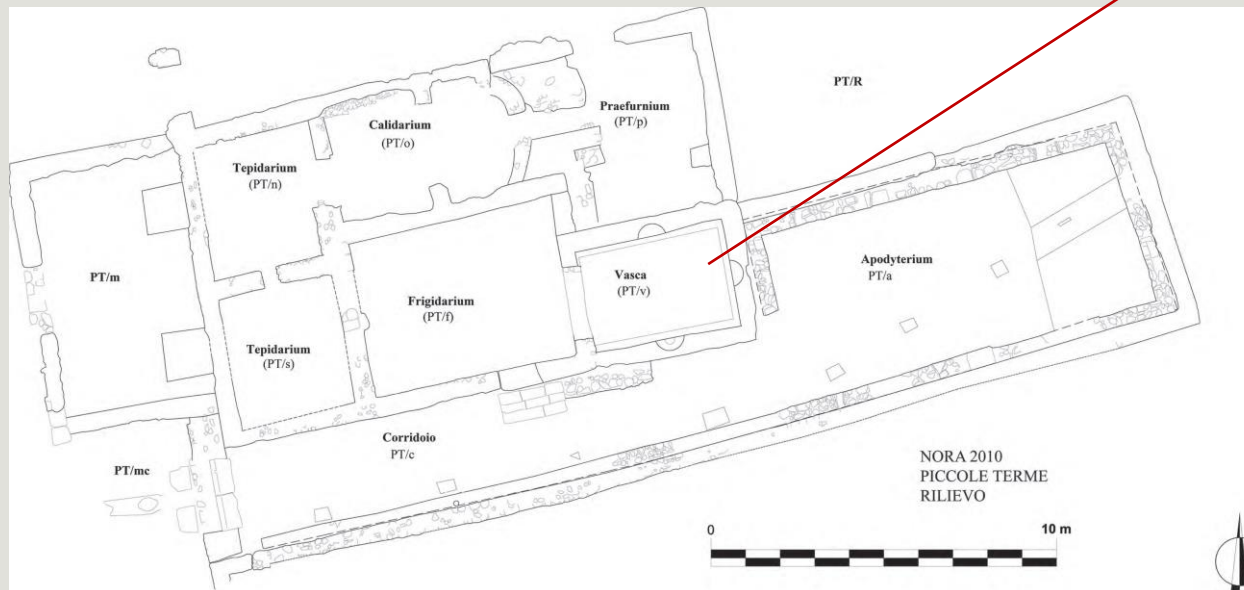 PT/R
Praefurnium
(PT/p)
Calidarium
(PT/o)
Tepidarium
(PT/n)
PT/m
Vasca
(PT/v)
Apodyterium
PT/a
Frigidarium
(PT/f)
Tepidarium
(PT/s)
Corridoio
PT/c
PT/mc
NORA 2010
PICCOLE TERME
RILIEVO
0 10 m